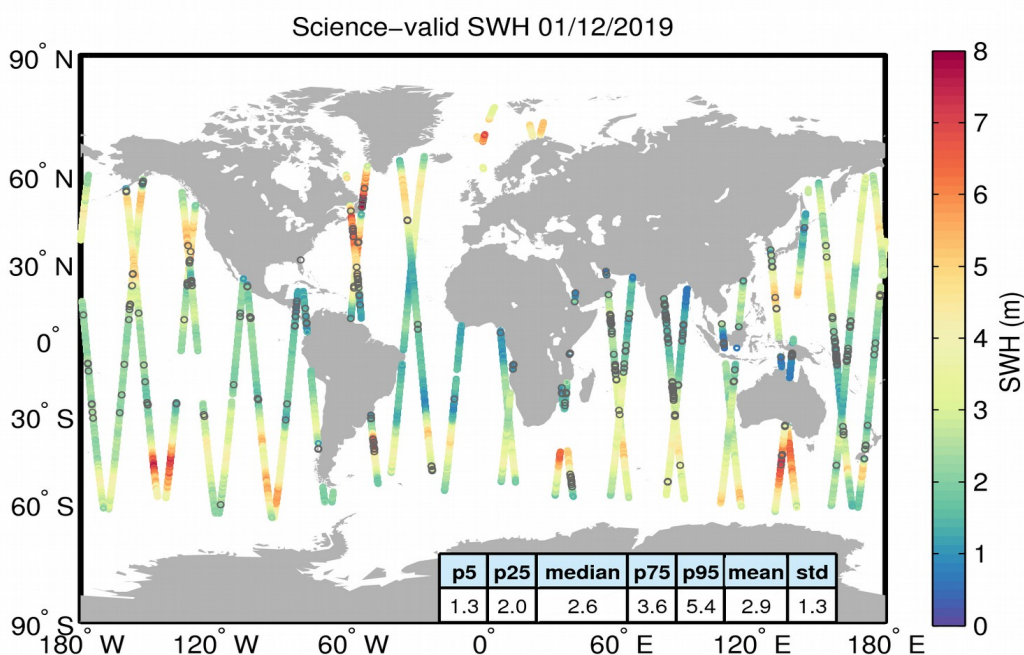 Science−valid SWH 01/12/2019
90° N
60° N
30° N
0°
30° S
60° S
90° S
180° W
120° W
60° W
0°
60° E
120° E
180° E
p5 p25 median p75 p95 mean std
1.3 2.0 2.6 3.6 5.4 2.9 1.3
8
7
6
5
4
3
2
1
0
SWH (m)